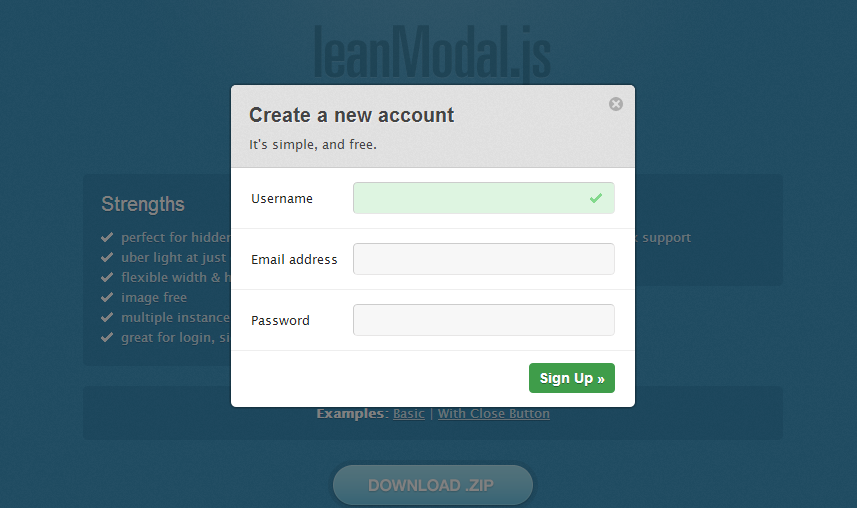 leanModal.js
Create a new account
It's simple, and free.
Username
Email address
Password
Sign Up »
Strengths
perfect for hidden
uber light at just
flexible width & h
image free
multiple instance
great for login, si
support
Examples: Basic | With Close Button
DOWNLOAD .ZIP